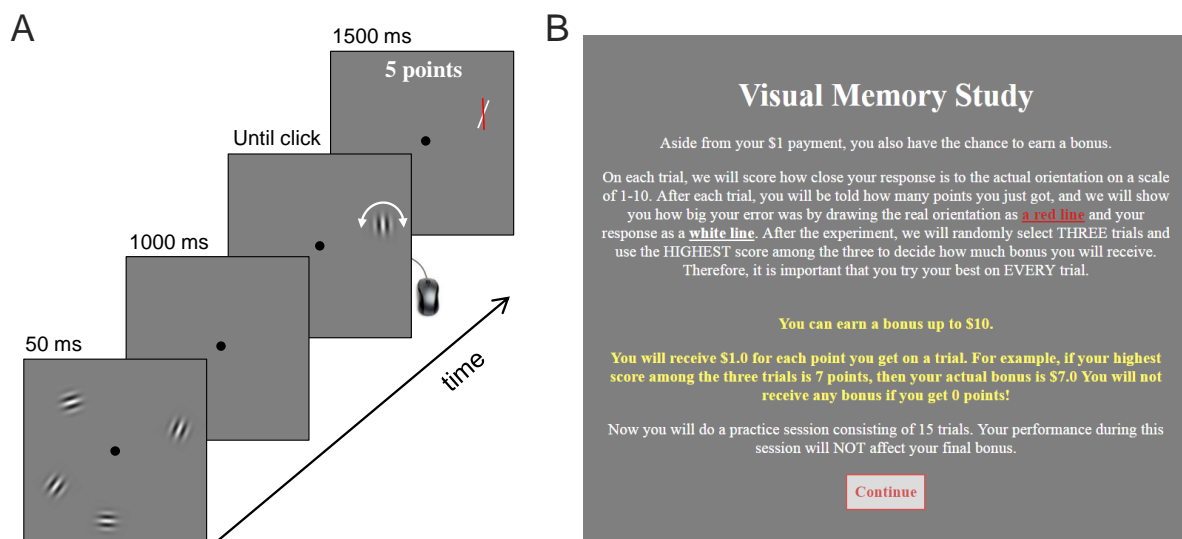 A
1500 ms
5 points
Until click
1000 ms
50 ms
time
B
Visual Memory Study
Aside from your $1 payment, you also have the chance to earn a bonus.
On each trial, we will score how close your response is to the actual orientation on a scale
of 1-10. After each trial, you will be told how many points you just got, and we will show
you how big your error was by drawing the real orientation as a red line and your
response as a white line. After the experiment, we will randomly select THREE trials and
use the HIGHEST score among the three to decide how much bonus you will receive.
Therefore, it is important that you try your best on EVERY trial.
You can earn a bonus up to $10.
You will receive $1.0 for each point you get on a trial. For example, if your highest
score among the three trials is 7 points, then your actual bonus is $7.0 You will not
receive any bonus if you get 0 points!
Now you will do a practice session consisting of 15 trials. Your performance during this
session will NOT affect your final bonus.
Continue